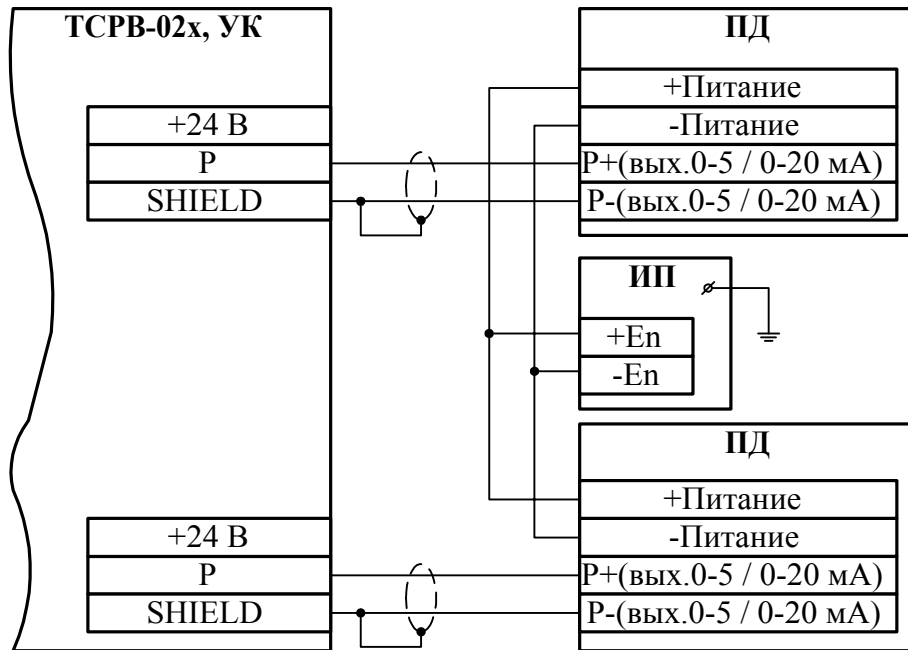 ТСРВ-02х, УК
+24 В
P
SHIELD
+24 В
P
SHIELD
ПД
+Питание
-Питание
P+(вых.0-5 / 0-20 мА)
P-(вых.0-5 / 0-20 мА)
ИП
+En
-En
ПД
+Питание
-Питание
P+(вых.0-5 / 0-20 мА)
P-(вых.0-5 / 0-20 мА)